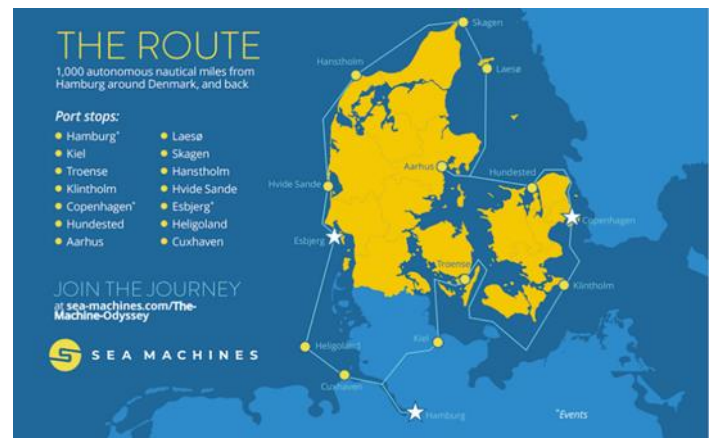 THE ROUTE
1,000 autonomous nautical miles from
Hamburg around Denmark, and back
Port stops:
Hamburg*
Kiel
Troense
Klintholm
Copenhagen*
Hundested
Aarhus
Laesø
Skagen
Hanstholm
Hvide Sande
Esbjerg*
Heligoland
Cuxhaven
JOIN THE JOURNEY
at sea-machines.com/The-
Machine-Odyssey
SEA MACHINES
Skagen
Hanstholm
Laesø
Aarhus
Hundested
Hvide Sande
Copenhagen
Esbjerg
Troense
Klintholm
Kiel
Heligoland
Cuxhaven
Hamburg
*Events